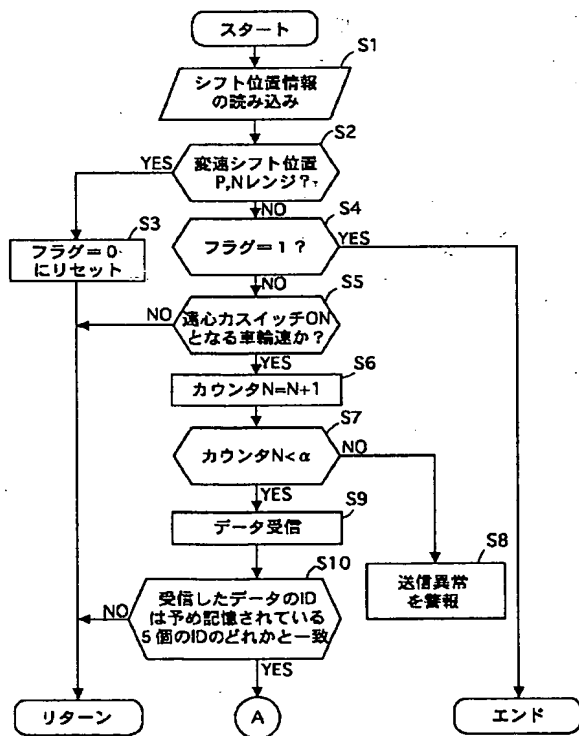 スタート
S1
シフト位置情報
の読み込み
S2
変速シフト位置
P,Nレンジ?
YES
NO
S3
フラグ=0
にリセット
S4
フラグ=1?
YES
NO
S5
遠心力スイッチON
となる車輪速か?
NO
YES
S6
カウンタN=N+1
S7
カウンタN<α
NO
YES
S8
送信異常
を警報
S9
データ受信
S10
受信したデータのID
は予め記憶されている
5個のIDのどれかと一致
NO
YES
リターン
A
エンド